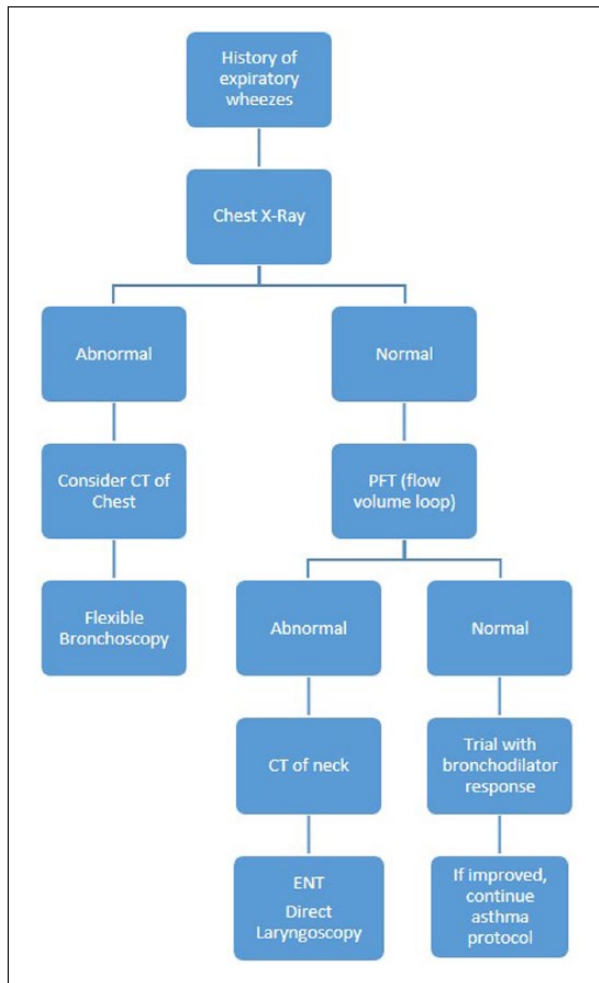 History of
expiratory
wheezes
Chest X-Ray
Abnormal
Normal
Consider CT of
Chest
PFT (flow
volume loop)
Flexible
Bronchoscopy
Abnormal
Normal
CT of neck
Trial with
bronchodilator
response
ENT
Direct
Laryngoscopy
If improved,
continue
asthma
protocol